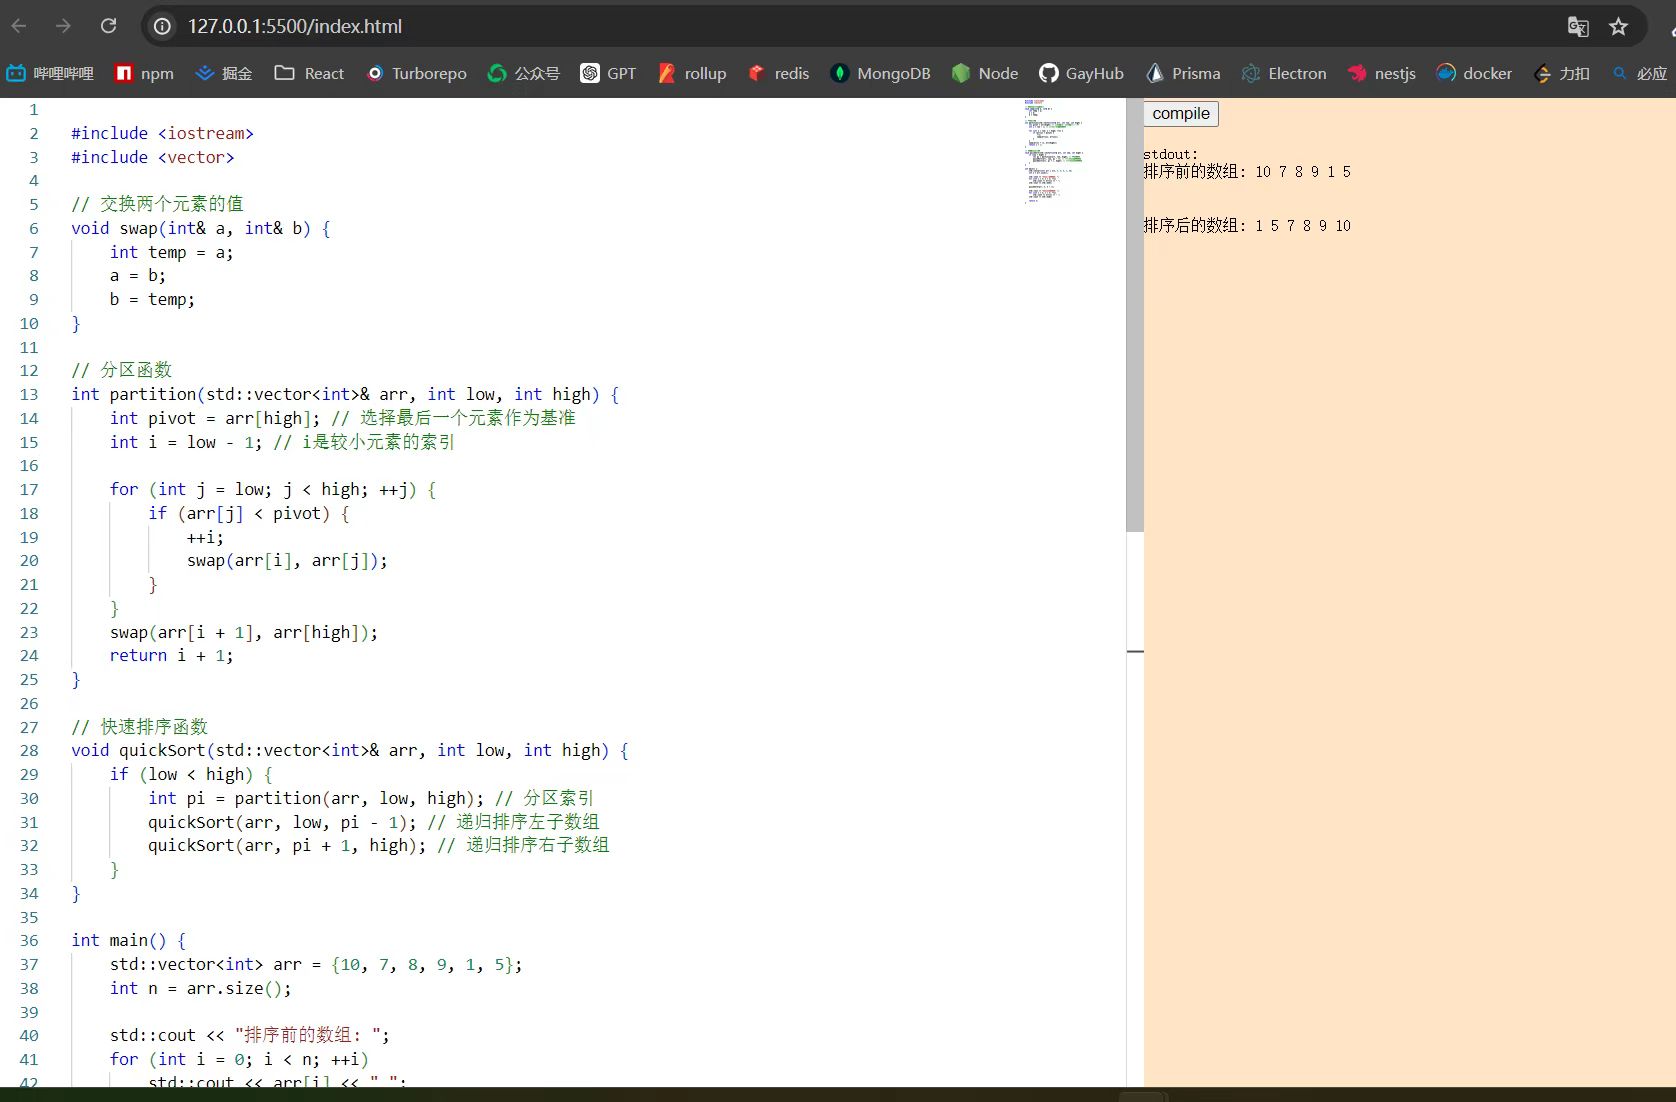 127.0.0.1:5500/index.html
哔哩哔哩 npm 掘金 React Turborepo 公众号 GPT rollup redis MongoDB Node GayHub Prisma Electron nestjs docker 力扣 必应
1
2 #include <iostream>
3 #include <vector>
4
5 // 交换两个元素的值
6 void swap(int& a, int& b) {
7     int temp = a;
8     a = b;
9     b = temp;
10 }
11
12 // 分区函数
13 int partition(std::vector<int>& arr, int low, int high) {
14     int pivot = arr[high]; // 选择最后一个元素作为基准
15     int i = low - 1; // i是较小元素的索引
16
17     for (int j = low; j < high; ++j) {
18         if (arr[j] < pivot) {
19             ++i;
20             swap(arr[i], arr[j]);
21         }
22     }
23     swap(arr[i + 1], arr[high]);
24     return i + 1;
25 }
26
27 // 快速排序函数
28 void quickSort(std::vector<int>& arr, int low, int high) {
29     if (low < high) {
30         int pi = partition(arr, low, high); // 分区索引
31         quickSort(arr, low, pi - 1); // 递归排序左子数组
32         quickSort(arr, pi + 1, high); // 递归排序右子数组
33     }
34 }
35
36 int main() {
37     std::vector<int> arr = {10, 7, 8, 9, 1, 5};
38     int n = arr.size();
39
40     std::cout << "排序前的数组: ";
41     for (int i = 0; i < n; ++i)
42         std::cout << arr[i] << " ";
compile
stdout:
排序前的数组: 10 7 8 9 1 5
排序后的数组: 1 5 7 8 9 10